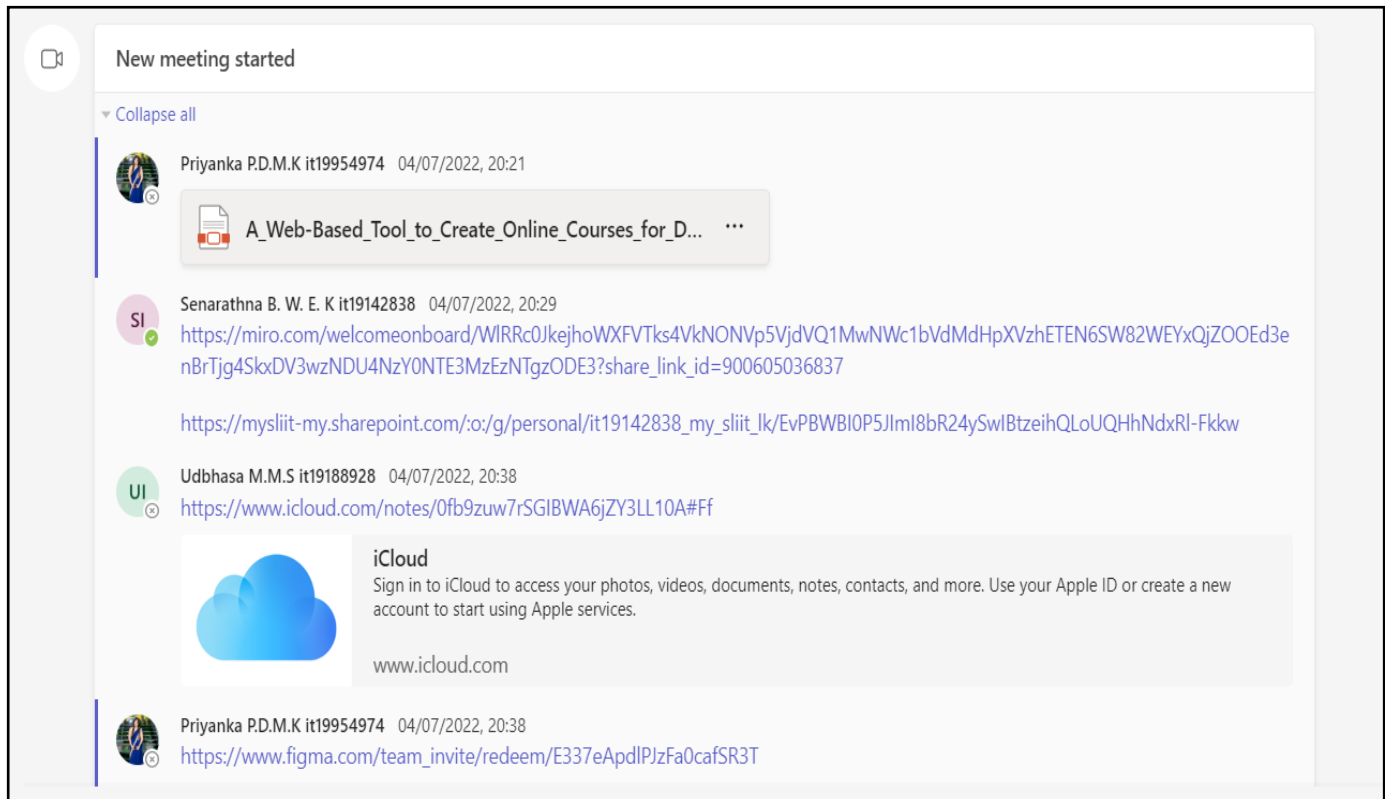 New meeting started
Collapse all
Priyanka P.D.M.K it19954974 04/07/2022, 20:21
A_Web-Based_Tool_to_Create_Online_Courses_for_D... ...
SI
Senarathna B. W. E. K it19142838 04/07/2022, 20:29
https://miro.com/welcomeonboard/WlRRc0JkejhoWXFVTks4VkNONVp5VjdVQ1MwNWc1bVdMdHpXVzhETEN6SW82WEYxQjZOOEd3e
nBrTjg4SkxDV3wzNDU4NzY0NTE3MzEzNTgzODE3?share_link_id=900605036837
https://mysliit-my.sharepoint.com/:o:/g/personal/it19142838_my_sliit_lk/EvPBWBI0P5JImI8bR24ySwIBtzeihQLoUQHhNdxRl-Fkkw
UI
Udbhasa M.M.S it19188928 04/07/2022, 20:38
https://www.icloud.com/notes/0fb9zuw7rSGIBWA6jZY3LL10A#Ff
iCloud
Sign in to iCloud to access your photos, videos, documents, notes, contacts, and more. Use your Apple ID or create a new
account to start using Apple services.
www.icloud.com
Priyanka P.D.M.K it19954974 04/07/2022, 20:38
https://www.figma.com/team_invite/redeem/E337eApdlPJzFa0cafSR3T